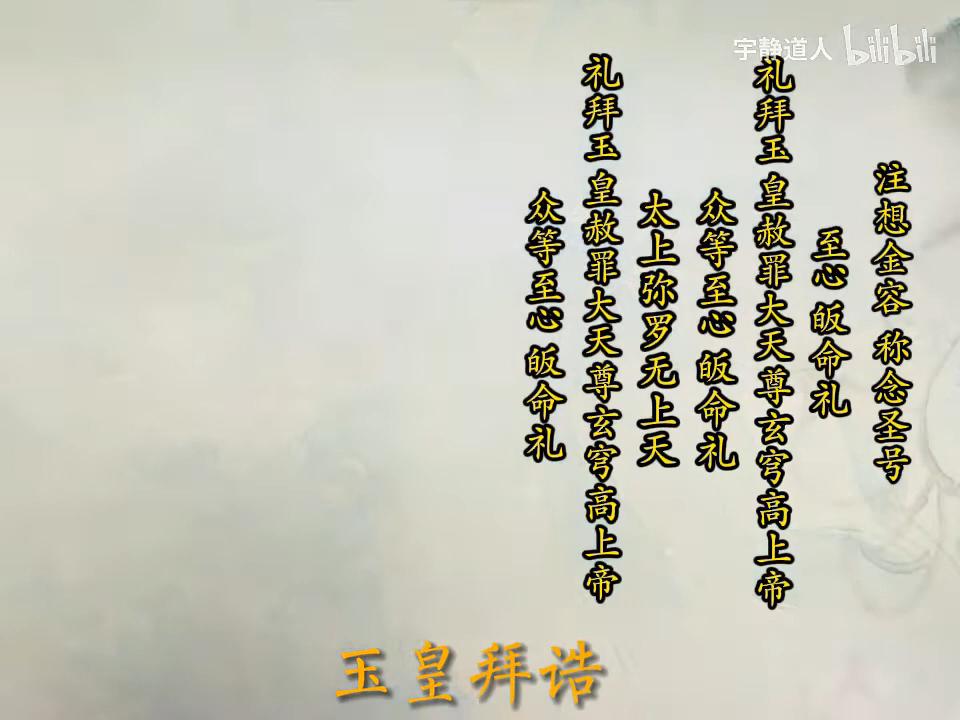 宇静道人 bilibili
注想金容 称念圣号
至心 皈命礼
礼拜玉皇赦罪大天尊玄穹高上帝
众等至心 皈命礼
太上弥罗无上天
礼拜玉皇赦罪大天尊玄穹高上帝
众等至心 皈命礼
玉皇拜诰